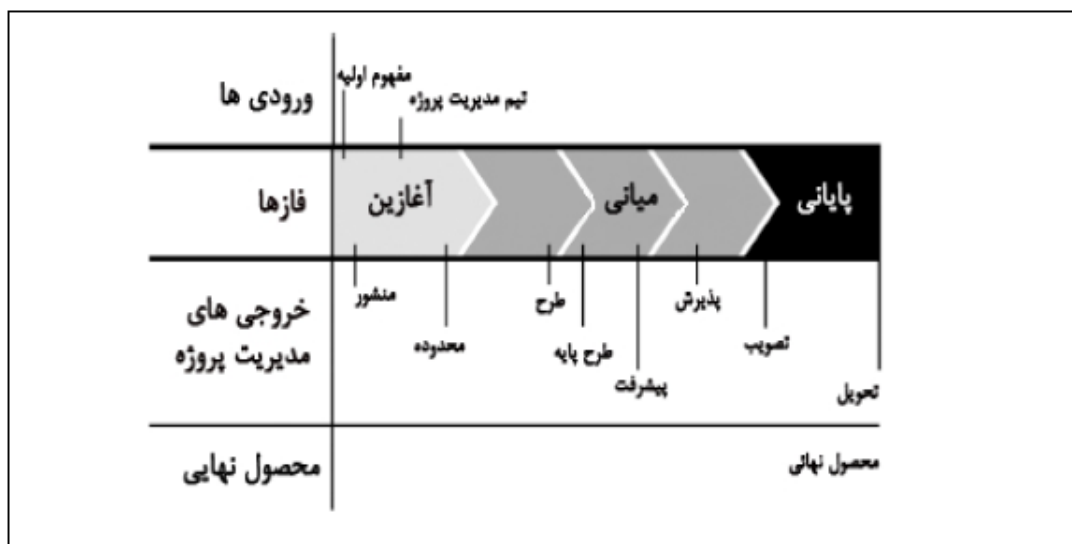 مفهوم اولیه
تیم مدیریت پروژه
ورودی ها
فازها
آغازین
میانی
پایانی
خروجی های
مدیریت پروژه
منشور
محدوده
طرح
طرح پایه
پیشرفت
پذیرش
تصویب
تحویل
محصول نهایی
محصول نهائی